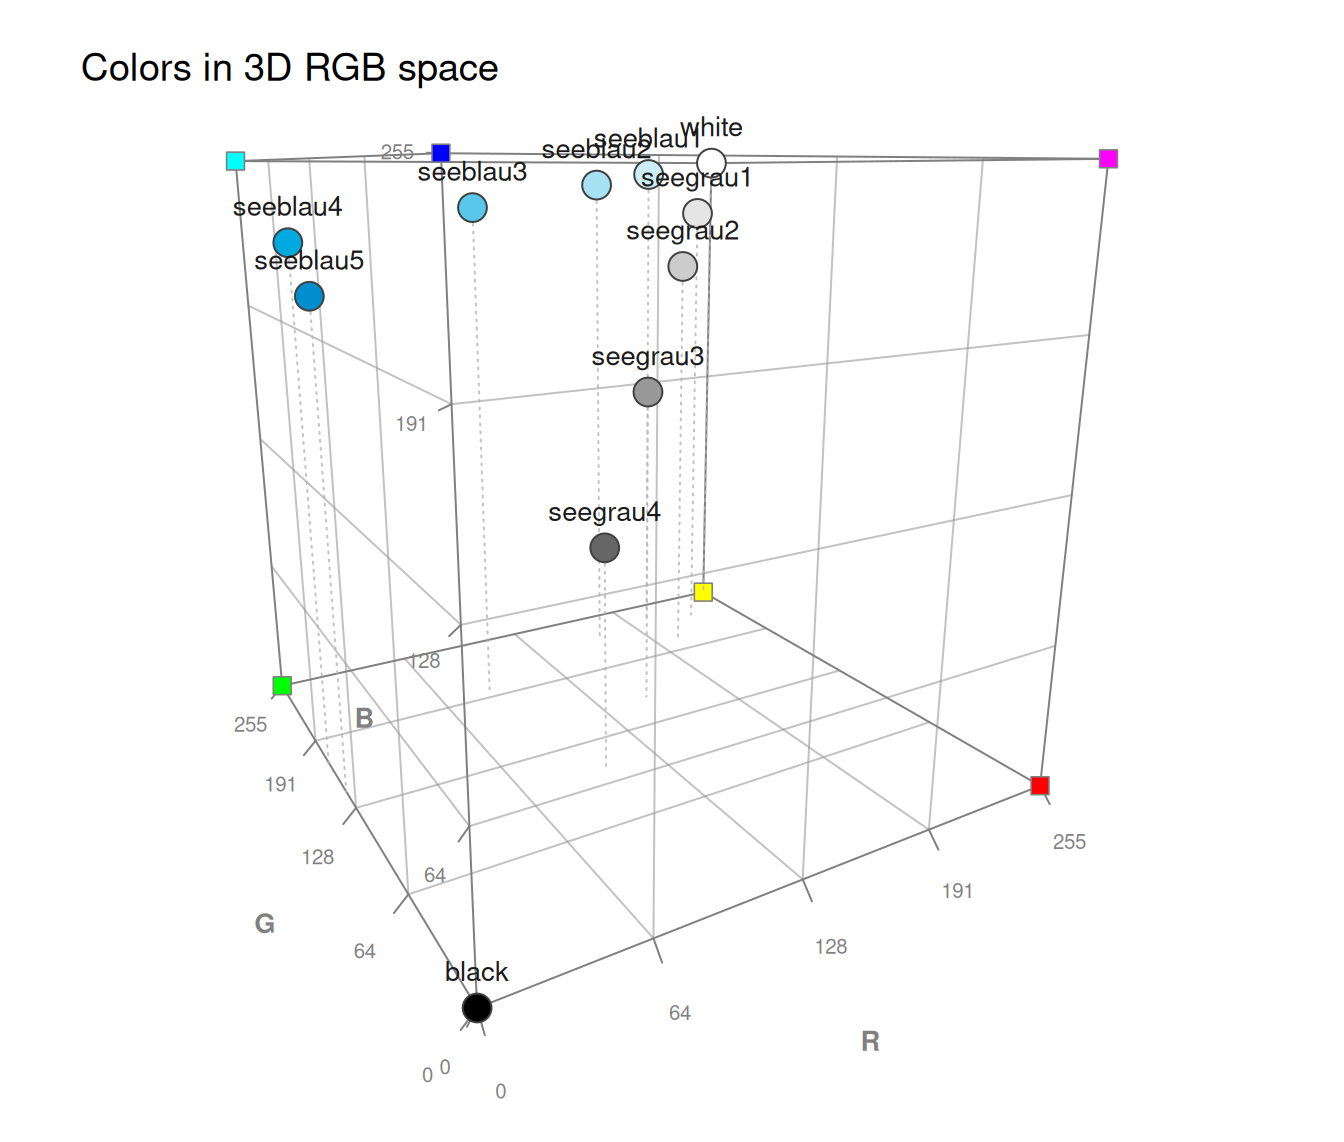 Colors in 3D RGB space
white
seeblau1
seeblau2
255
seeblau3
seegrau1
seeblau4
seegrau2
seeblau5
seegrau3
191
seegrau4
128
B
255
191
128
64
G
64
black
255
191
128
64
R
0
0
0